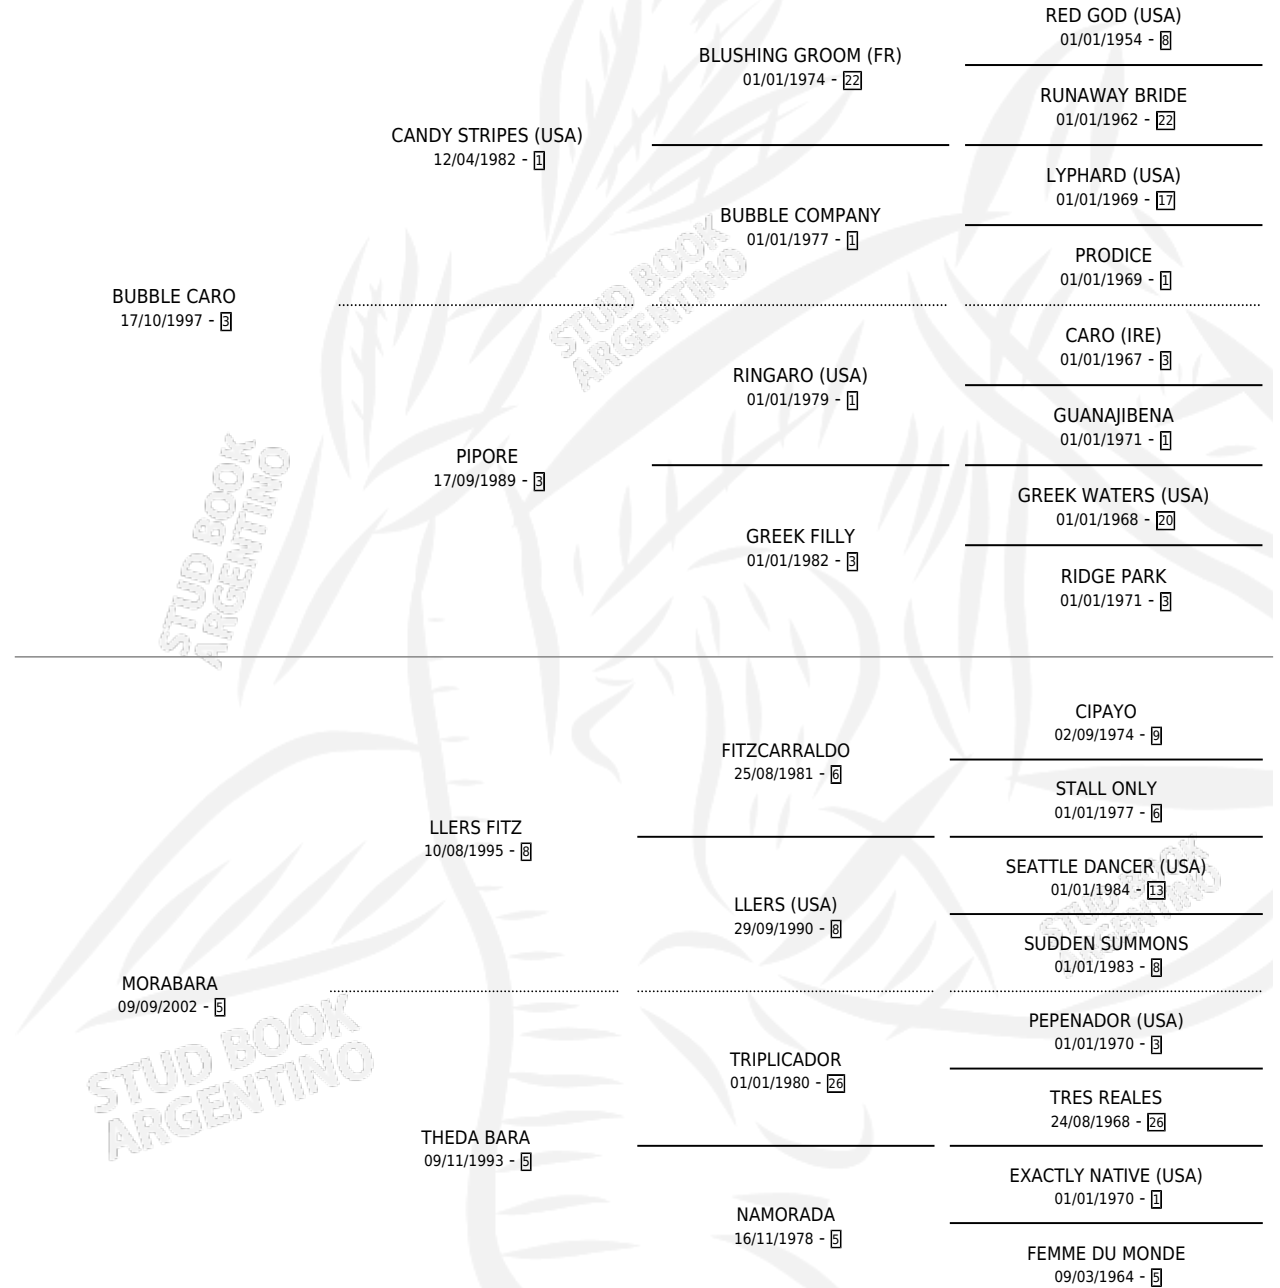 RED GOD (USA)
01/01/1954 - 8
BLUSHING GROOM (FR)
01/01/1974 - 22
RUNAWAY BRIDE
01/01/1962 - 22
CANDY STRIPES (USA)
12/04/1982 - 1
LYPHARD (USA)
01/01/1969 - 17
BUBBLE COMPANY
01/01/1977 - 1
PRODICE
01/01/1969 - 1
BUBBLE CARO
17/10/1997 - 3
CARO (IRE)
01/01/1967 - 3
RINGARO (USA)
01/01/1979 - 1
GUANAJIBENA
01/01/1971 - 1
PIPORE
17/09/1989 - 3
GREEK WATERS (USA)
01/01/1968 - 20
GREEK FILLY
01/01/1982 - 3
RIDGE PARK
01/01/1971 - 3
CIPAYO
02/09/1974 - 9
FITZCARRALDO
25/08/1981 - 6
STALL ONLY
01/01/1977 - 6
LLERS FITZ
10/08/1995 - 8
SEATTLE DANCER (USA)
01/01/1984 - 13
LLERS (USA)
29/09/1990 - 8
SUDDEN SUMMONS
01/01/1983 - 8
MORABARA
09/09/2002 - 5
PEPENADOR (USA)
01/01/1970 - 3
TRIPLICADOR
01/01/1980 - 26
TRES REALES
24/08/1968 - 26
THEDA BARA
09/11/1993 - 5
EXACTLY NATIVE (USA)
01/01/1970 - 1
NAMORADA
16/11/1978 - 5
FEMME DU MONDE
09/03/1964 - 5
STUD BOOK
ARGENTINO
STUD BOOK
ARGENTINO
STUD BOOK
ARGENTINO
STUD BOOK
ARGENTINO